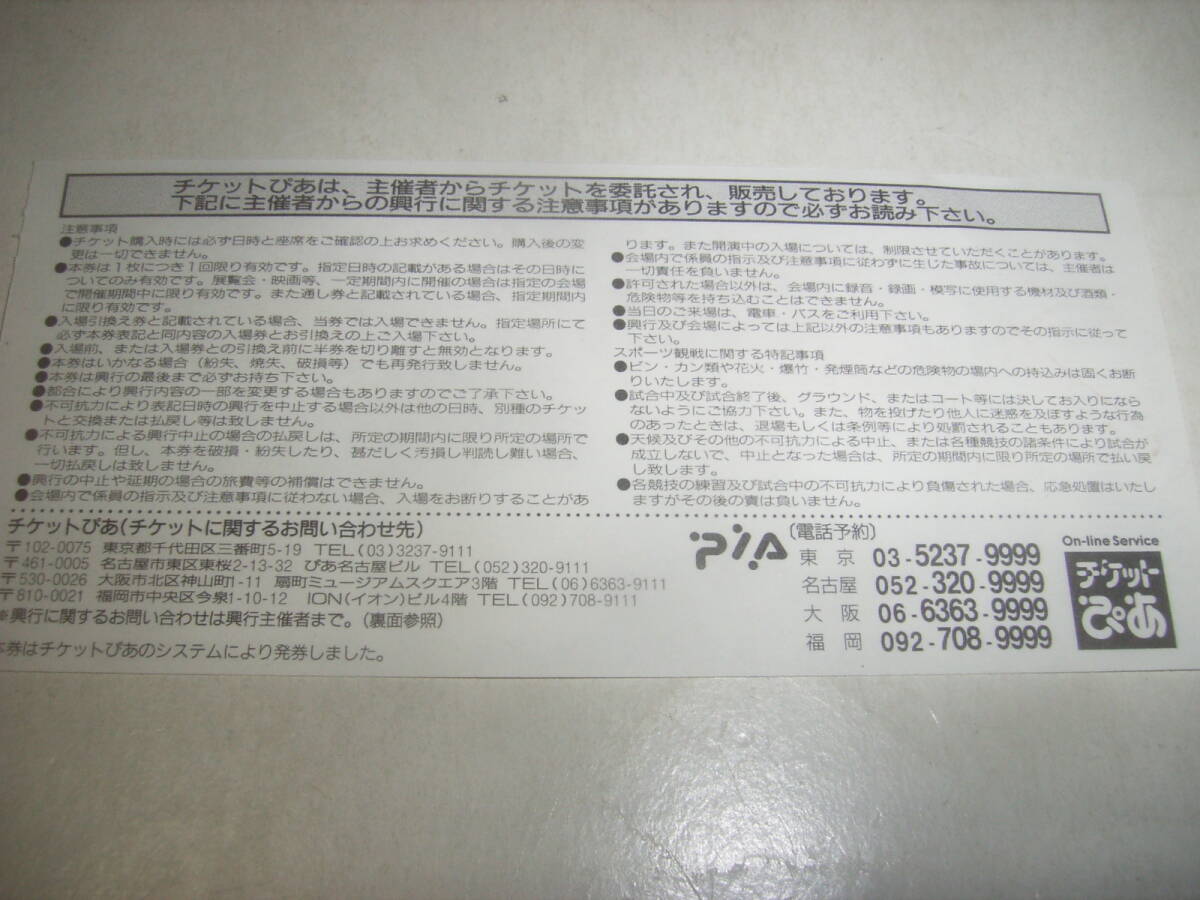 チケットぴあは、主催者からチケットを委託され、販売しております。
下記に主催者からの興行に関する注意事項がありますので必ずお読み下さい。
注意事項
●チケット購入時には必ず日時と座席をご確認の上お求めください。購入後の変
更は一切できません。
●本券は1枚につき1回限り有効です。指定日時の記載がある場合はその日時に
ついてのみ有効です。展覧会・映画等、一定期間内に開催の場合は指定の会場
で開催期間中に限り有効です。また通し券と記載されている場合、指定期間内
に限り有効です。
●入場引換え券と記載されている場合、当券では入場できません。指定場所にて
必ず本券表記と同内容の入場券とお引換えの上ご入場下さい。
●入場前、または入場券との引換え前に半券を切り離すと無効となります。
●本券はいかなる場合（紛失、焼失、破損等）でも再発行致しません。
●本券は興行の最後まで必ずお持ち下さい。
●都合により興行内容の一部を変更する場合もありますのでご了承下さい。
●不可抗力により表記日時の興行を中止する場合以外は他の日時、別種のチケッ
トと交換または払戻し等は致しません。
●不可抗力による興行中止の場合の払戻しは、所定の期間内に限り所定の場所で
行います。但し、本券を破損・紛失したり、甚だしく汚損し判読し難い場合、
一切払戻しは致しません。
●興行の中止や延期の場合の旅費等の補償はできません。
●会場内で係員の指示及び注意事項に従わない場合、入場をお断りすることがあ
ります。また開演中の入場については、制限させていただくことがあります。
●会場内で係員の指示及び注意事項に従わずに生じた事故については、主催者は
一切責任を負いません。
●許可された場合以外は、会場内に録音・録画・模写に使用する機材及び酒類・
危険物等を持ち込むことはできません。
●当日のご来場は、電車・バスをご利用下さい。
●興行及び会場によっては上記以外の注意事項もありますのでその指示に従って
下さい。
スポーツ観戦に関する特記事項
●ビン・カン類や花火・爆竹・発煙筒などの危険物の場内への持込みは固くお断
りいたします。
●試合中及び試合終了後、グラウンド、またはコート等には決してお入りになら
ないようにご協力下さい。また、物を投げたり他人に迷惑を及ぼすような行為
のあったときは、退場もしくは条例等により処罰されることもあります。
●天候及びその他の不可抗力による中止、または各種競技の諸条件により試合が
成立しないで、中止となった場合は、所定の期間内に限り所定の場所で払い戻
し致します。
●各競技の練習及び試合中の不可抗力により負傷された場合、応急処置はいたし
ますがその後の責は負いません。
チケットぴあ（チケットに関するお問い合わせ先）
〒102-0075 東京都千代田区三番町5-19 TEL(03)3237-9111
〒461-0005 名古屋市東区東桜2-13-32 ぴあ名古屋ビル TEL(052)320-9111
〒530-0026 大阪市北区神山町1-11 扇町ミュージアムスクエア3階 TEL(06)6363-9111
〒810-0021 福岡市中央区今泉1-10-12 ION(イオン)ビル4階 TEL(092)708-9111
※興行に関するお問い合わせは興行主催者まで。（裏面参照）
本券はチケットぴあのシステムにより発券しました。
PIA
（電話予約）
東京 03-5237-9999
名古屋 052-320-9999
大阪 06-6363-9999
福岡 092-708-9999
On-line Service
チケット
ぴあ